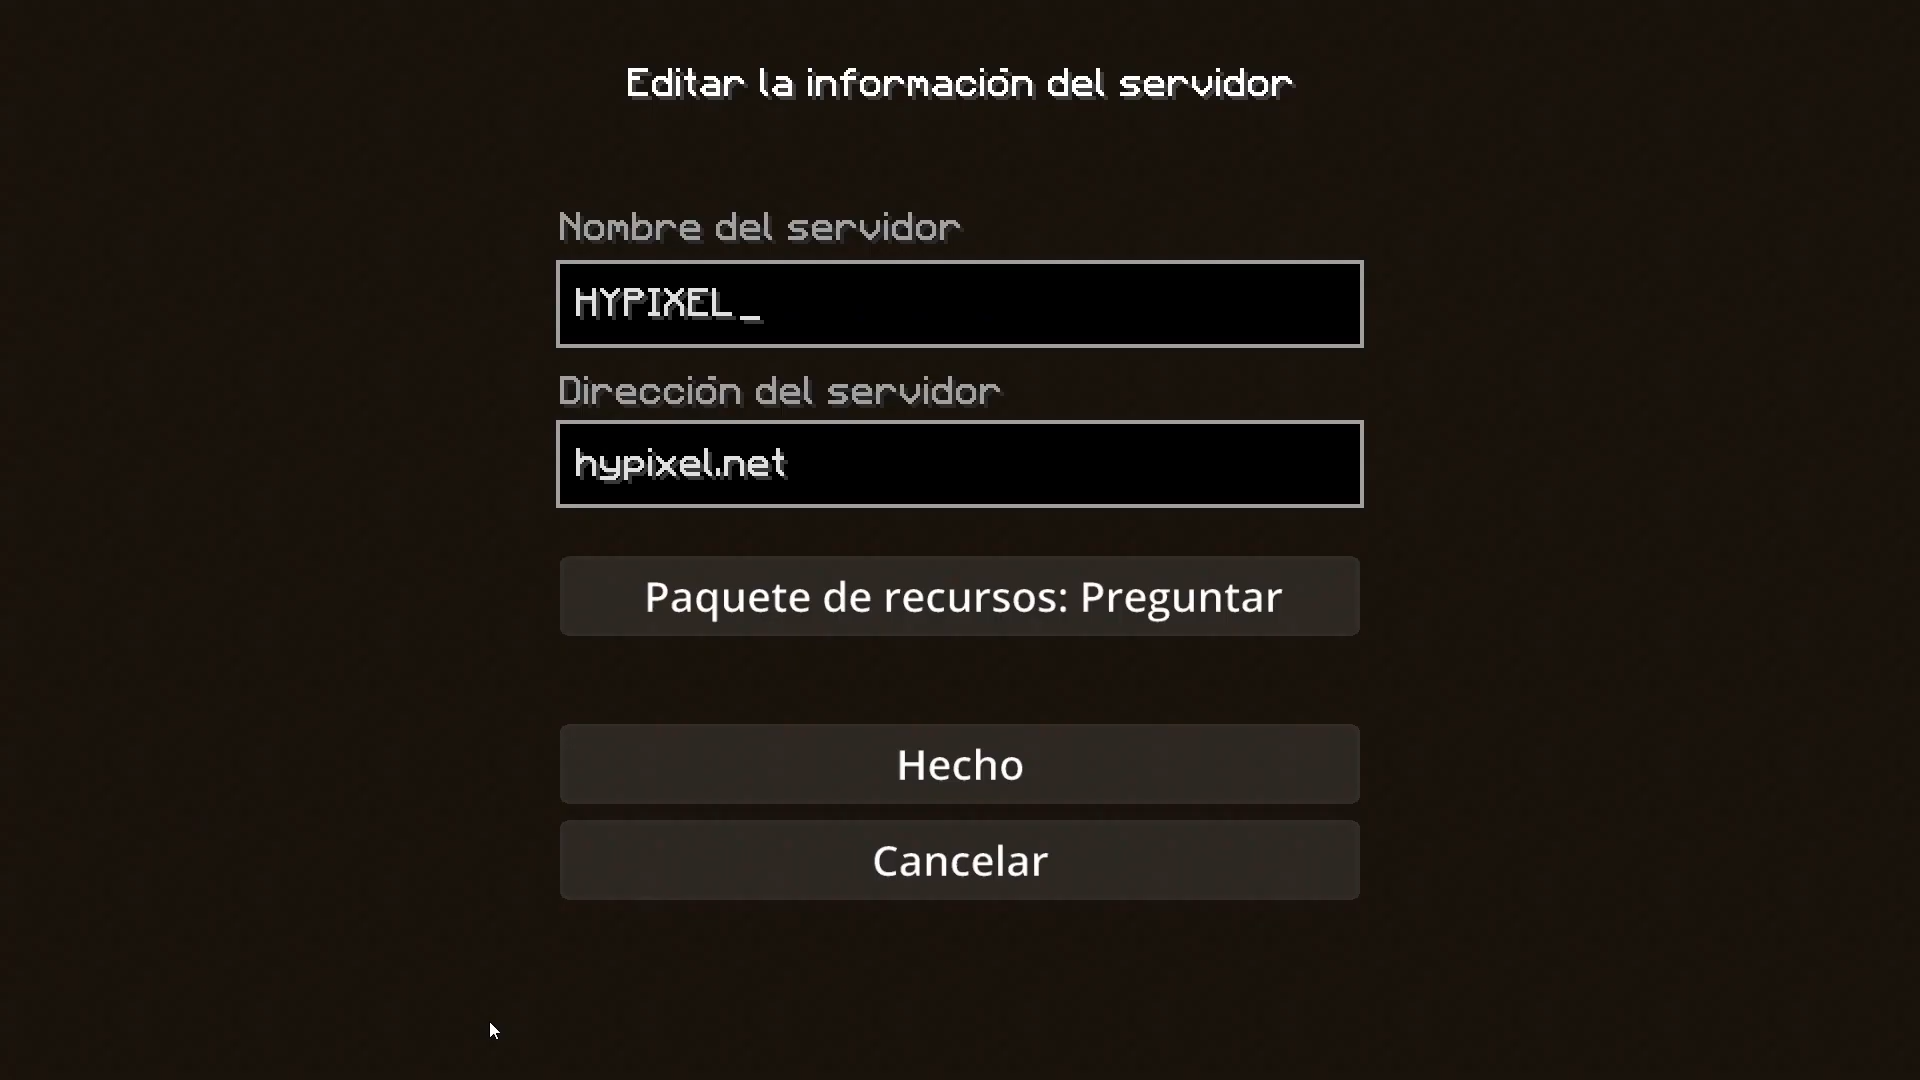 Editar la información del servidor
Nombre del servidor
HYPIXEL_
Dirección del servidor
hypixel.net
Paquete de recursos: Preguntar
Hecho
Cancelar